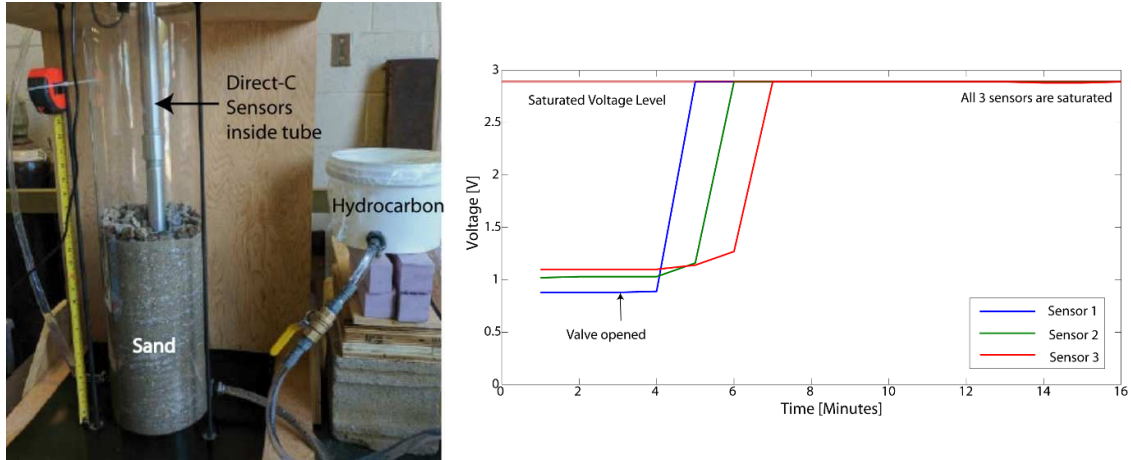 Direct-C
Sensors
inside tube
Hydrocarbon
Sand
3
2.5
2
1.5
1
0.5
0
Voltage [V]
Saturated Voltage Level
All 3 sensors are saturated
Valve opened
Sensor 1
Sensor 2
Sensor 3
0 2 4 6 8 10 12 14 16
Time [Minutes]